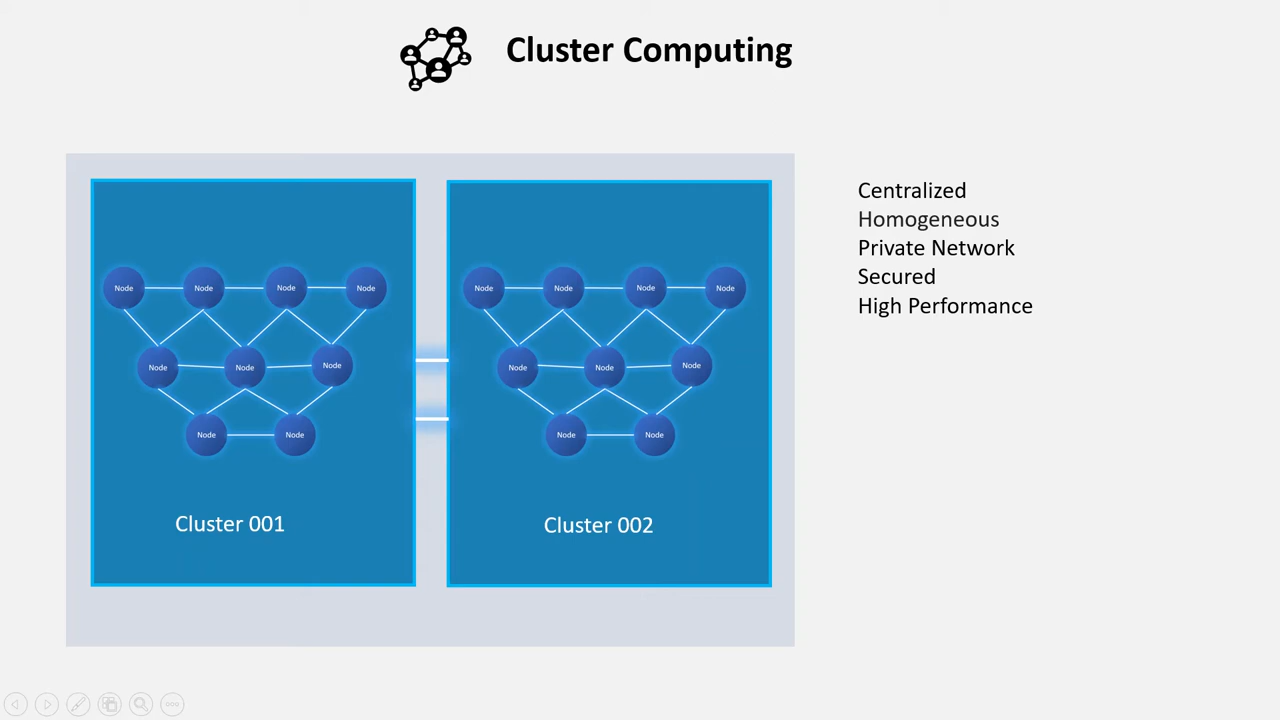 Cluster Computing
Node Node Node Node
Node Node Node
Node Node
Cluster 001
Node Node Node Node
Node Node Node
Node Node
Cluster 002
Centralized
Homogeneous
Private Network
Secured
High Performance